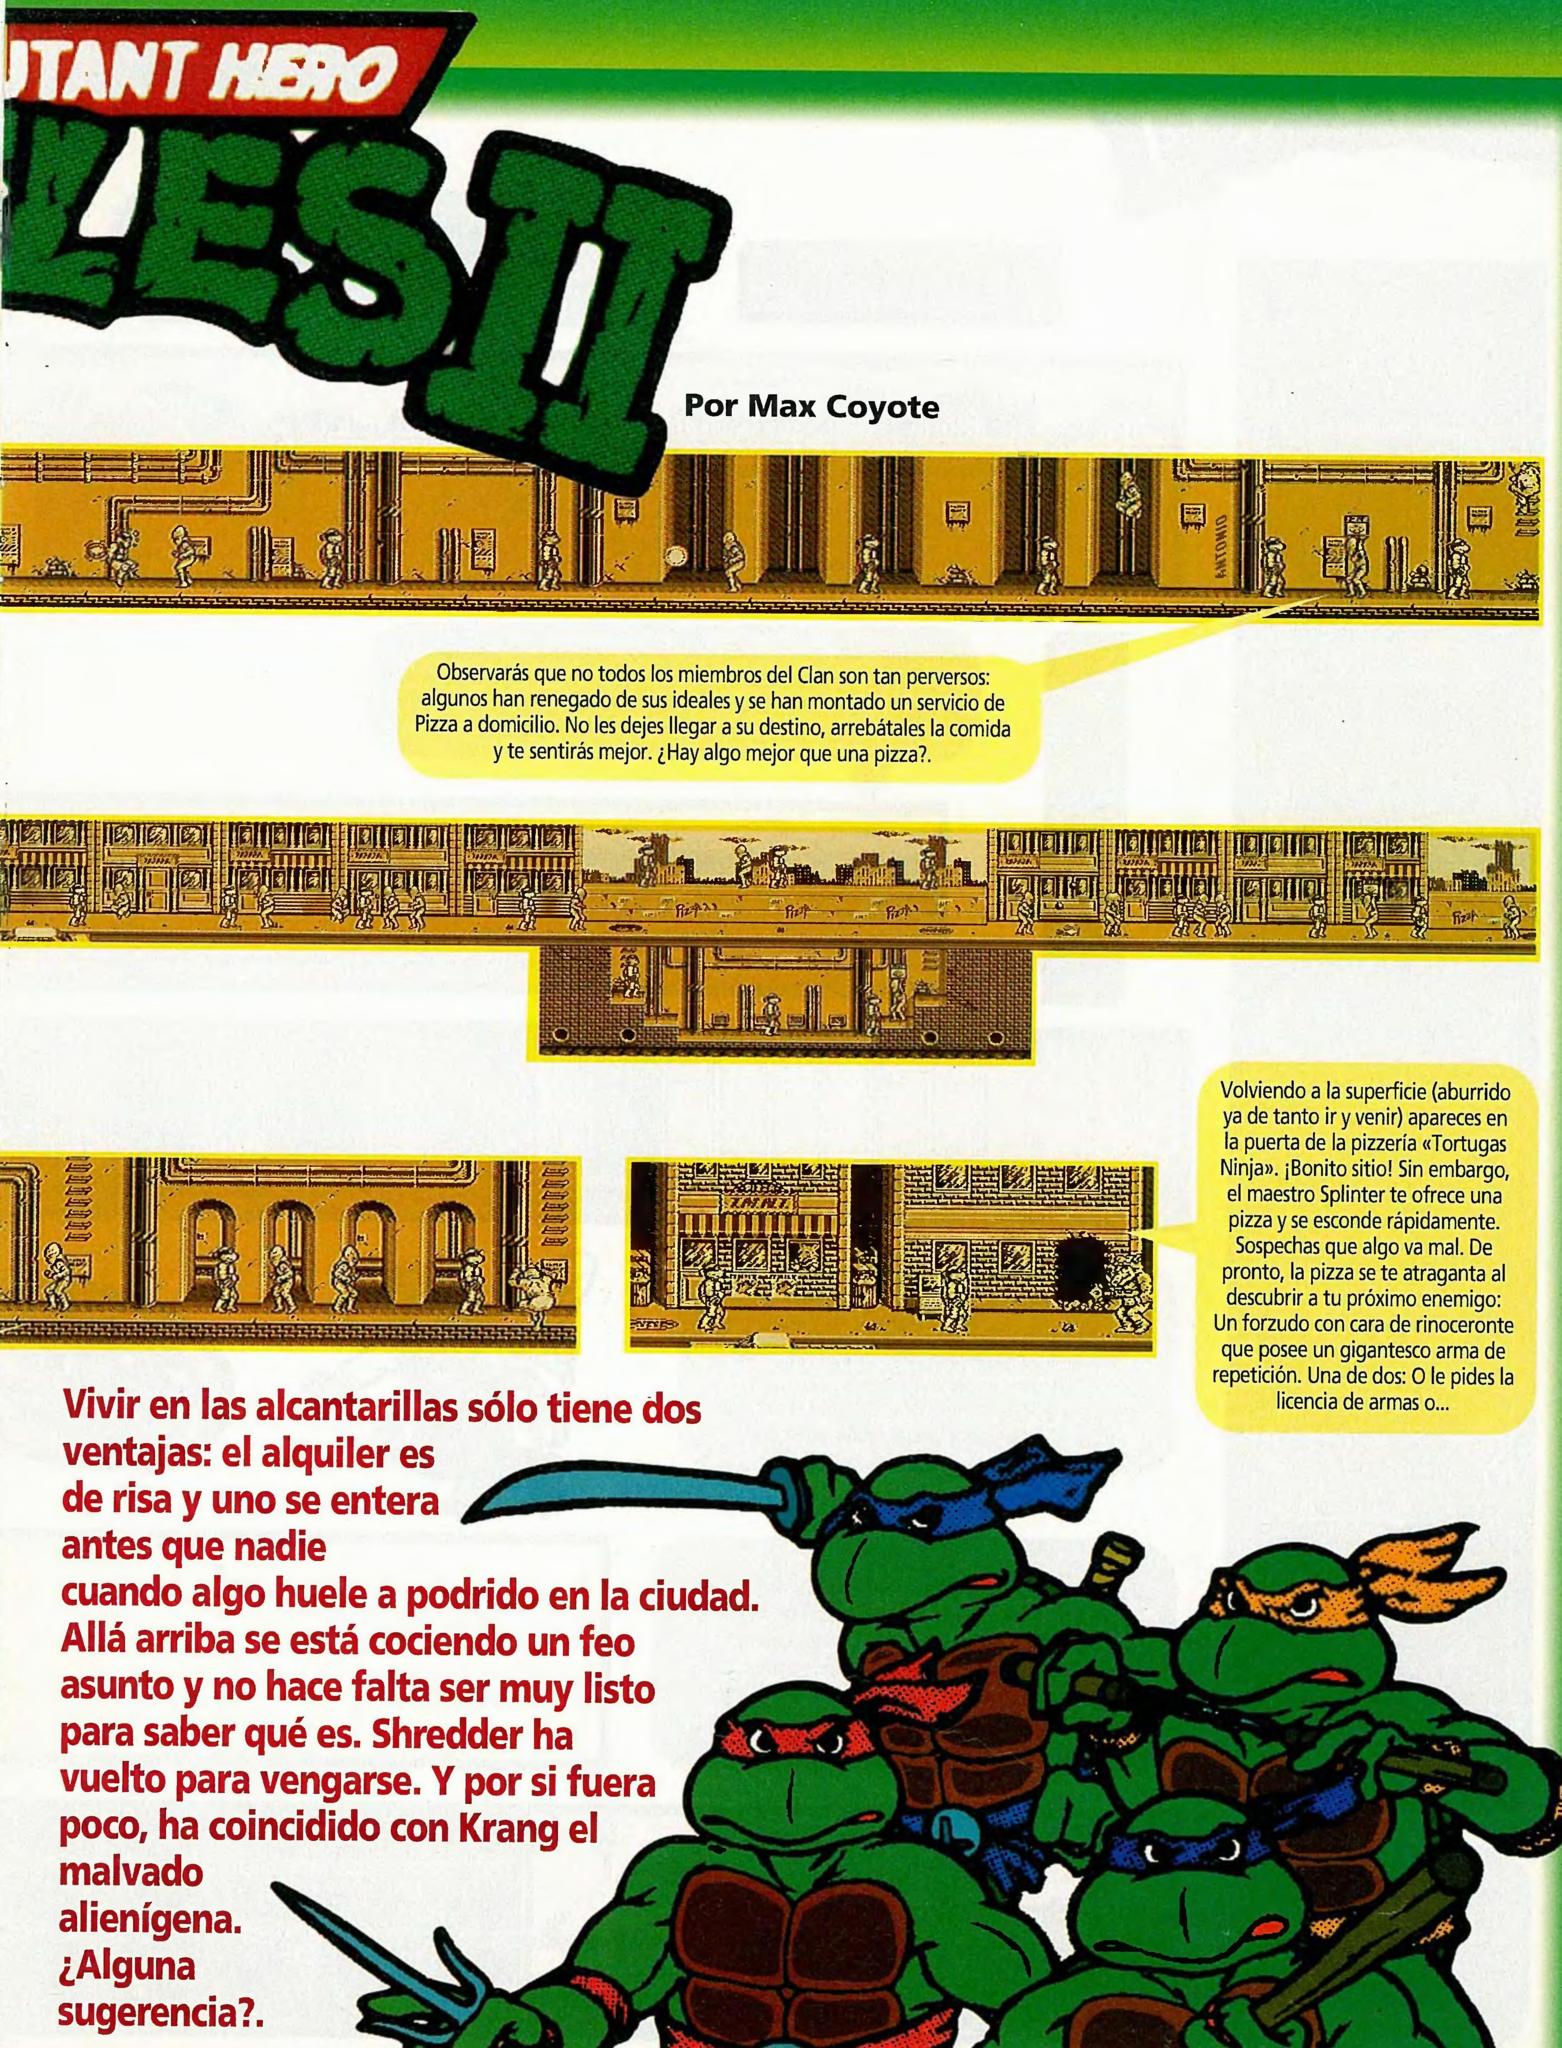 UTANT HERO
LES II
Por Max Coyote
ANTONIO
Observarás que no todos los miembros del Clan son tan perversos:
algunos han renegado de sus ideales y se han montado un servicio de
Pizza a domicilio. No les dejes llegar a su destino, arrebátales la comida
y te sentirás mejor. ¿Hay algo mejor que una pizza?.
PIZZA
PIZZA
PIZZA
PIZZA
T.M.N.T.
Volviendo a la superficie (aburrido
ya de tanto ir y venir) apareces en
la puerta de la pizzería «Tortugas
Ninja». ¡Bonito sitio! Sin embargo,
el maestro Splinter te ofrece una
pizza y se esconde rápidamente.
Sospechas que algo va mal. De
pronto, la pizza se te atraganta al
descubrir a tu próximo enemigo:
Un forzudo con cara de rinoceronte
que posee un gigantesco arma de
repetición. Una de dos: O le pides la
licencia de armas o...
Vivir en las alcantarillas sólo tiene dos
ventajas: el alquiler es
de risa y uno se entera
antes que nadie
cuando algo huele a podrido en la ciudad.
Allá arriba se está cociendo un feo
asunto y no hace falta ser muy listo
para saber qué es. Shredder ha
vuelto para vengarse. Y por si fuera
poco, ha coincidido con Krang el
malvado
alienígena.
¿Alguna
sugerencia?.